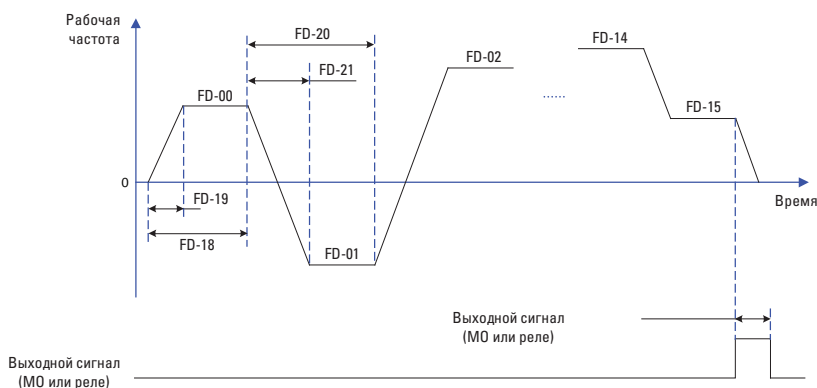 Рабочая
частота
FD-20
FD-14
FD-21
FD-02
FD-00
......
FD-15
0
FD-19
Время
FD-18
FD-01
Выходной сигнал
(МО или реле)
Выходной сигнал
(МО или реле)